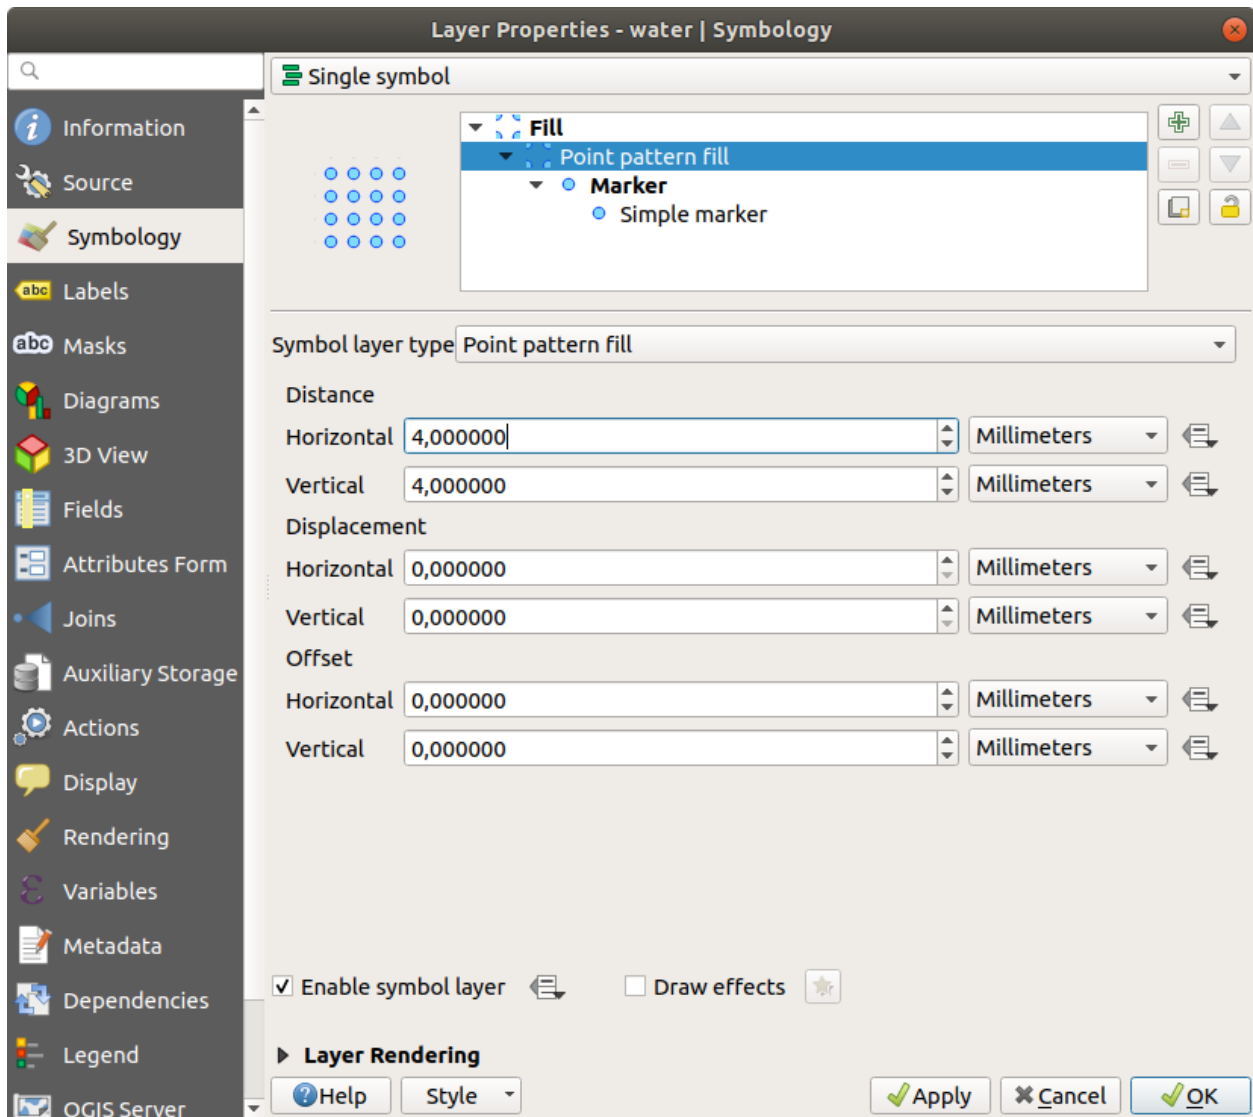 Layer Properties - water | Symbology
Single symbol
Information
Source
Symbology
Labels
Masks
Diagrams
3D View
Fields
Attributes Form
Joins
Auxiliary Storage
Actions
Display
Rendering
Variables
Metadata
Dependencies
Legend
QGIS Server
Fill
Point pattern fill
Marker
Simple marker
Symbol layer type Point pattern fill
Distance
Horizontal 4,000000 Millimeters
Vertical 4,000000 Millimeters
Displacement
Horizontal 0,000000 Millimeters
Vertical 0,000000 Millimeters
Offset
Horizontal 0,000000 Millimeters
Vertical 0,000000 Millimeters
Enable symbol layer Draw effects
Layer Rendering
Help Style Apply Cancel OK